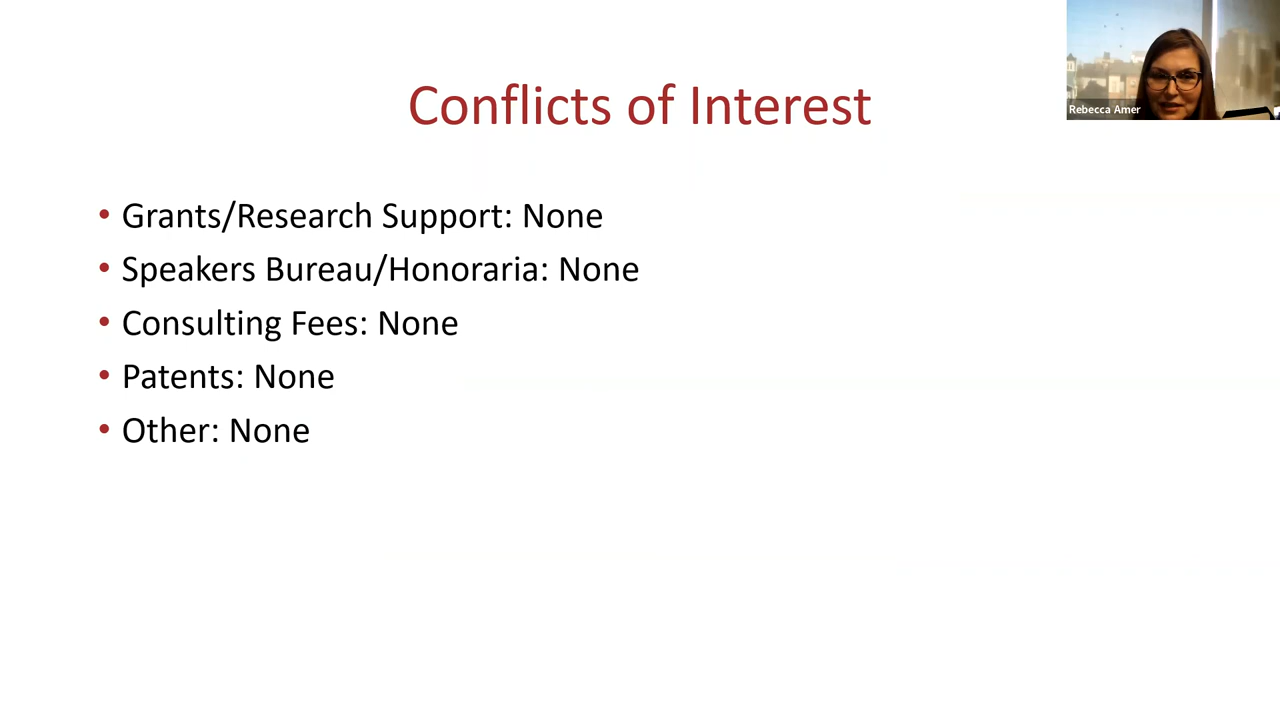 Conflicts of Interest
Rebecca Amer
• Grants/Research Support: None
• Speakers Bureau/Honoraria: None
• Consulting Fees: None
• Patents: None
• Other: None